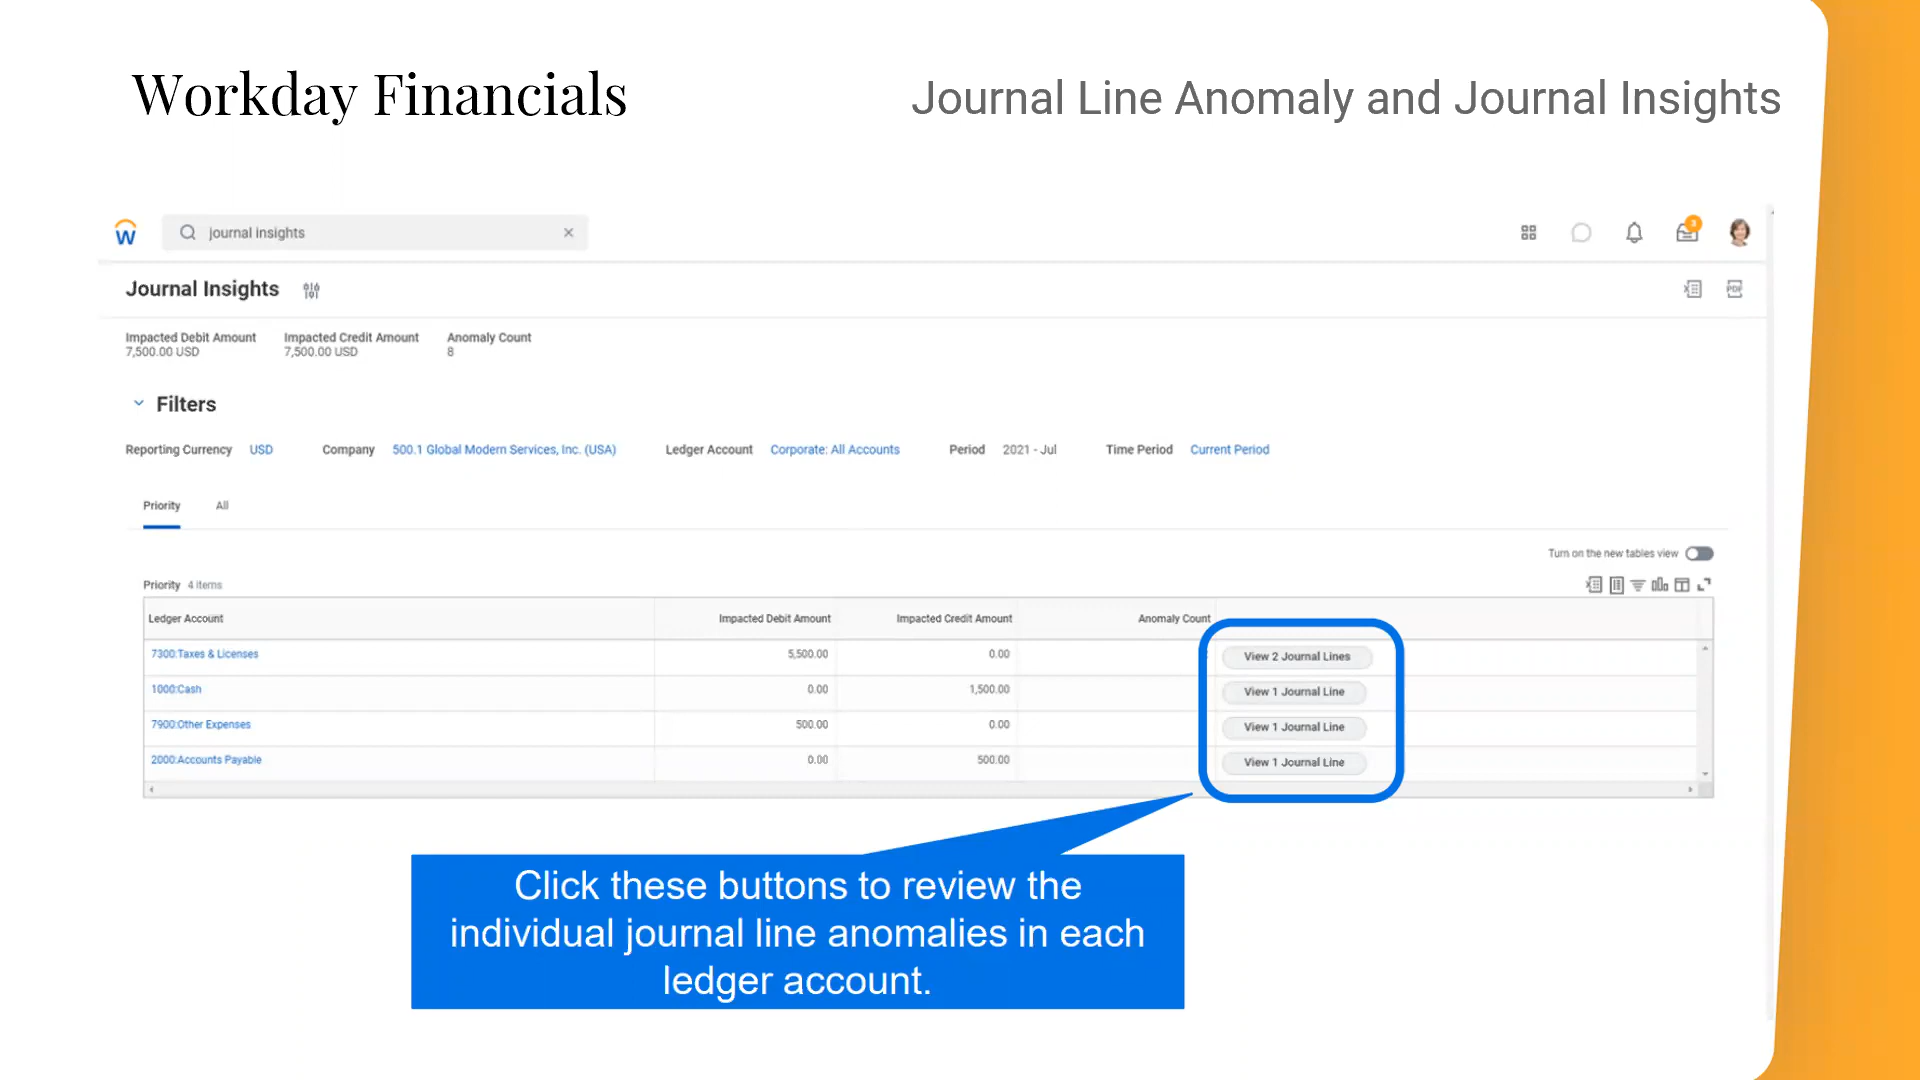 Workday Financials
Journal Line Anomaly and Journal Insights
W
journal insights
3
Journal Insights
PDF
Impacted Debit Amount
7,500.00 USD
Impacted Credit Amount
7,500.00 USD
Anomaly Count
8
Filters
Reporting Currency USD Company 500.1 Global Modern Services, Inc. (USA) Ledger Account Corporate: All Accounts Period 2021 - Jul Time Period Current Period
Priority All
Turn on the new tables view
Priority 4 items
Ledger Account Impacted Debit Amount Impacted Credit Amount Anomaly Count
7300:Taxes & Licenses 5,500.00 0.00 View 2 Journal Lines
1000:Cash 0.00 1,500.00 View 1 Journal Line
7900:Other Expenses 500.00 0.00 View 1 Journal Line
2000:Accounts Payable 0.00 500.00 View 1 Journal Line
Click these buttons to review the
individual journal line anomalies in each
ledger account.